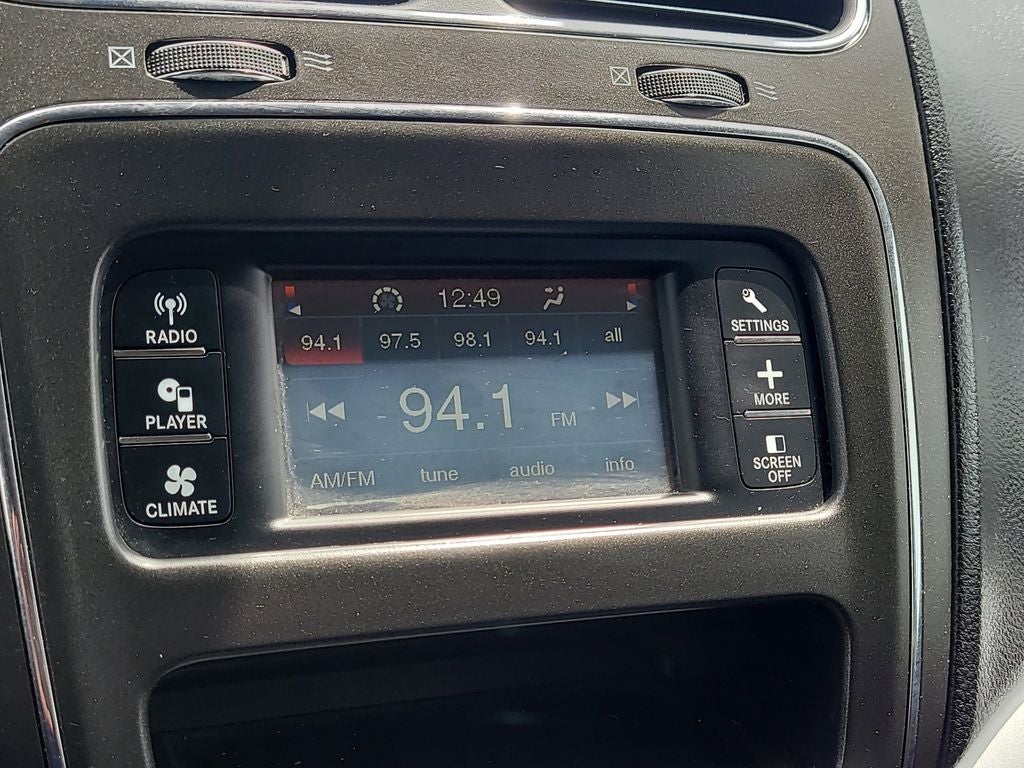 RADIO
PLAYER
CLIMATE
12:49
94.1 97.5 98.1 94.1 all
94.1 FM
AM/FM tune audio info
SETTINGS
MORE
SCREEN
OFF